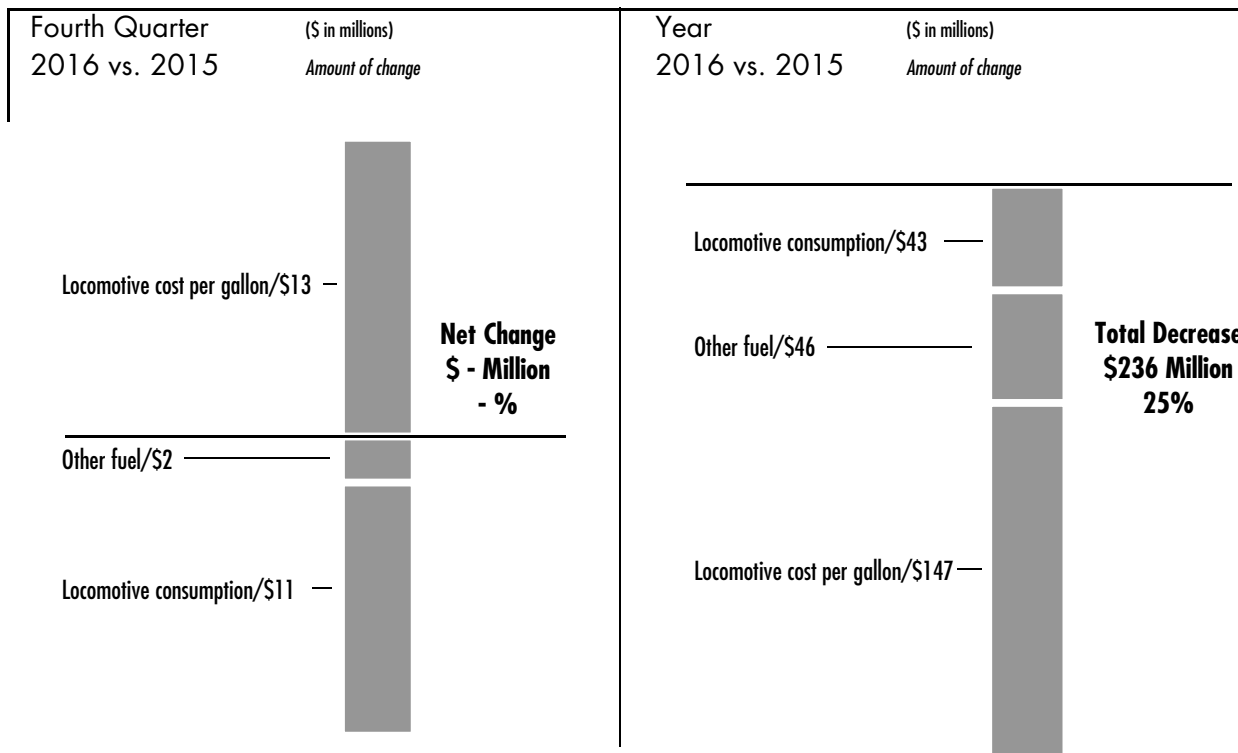 Fourth Quarter ($ in millions)
2016 vs. 2015 Amount of change
Locomotive cost per gallon/$13
Net Change
$ - Million
- %
Other fuel/$2
Locomotive consumption/$11
Year ($ in millions)
2016 vs. 2015 Amount of change
Locomotive consumption/$43
Other fuel/$46
Total Decrease
$236 Million
25%
Locomotive cost per gallon/$147